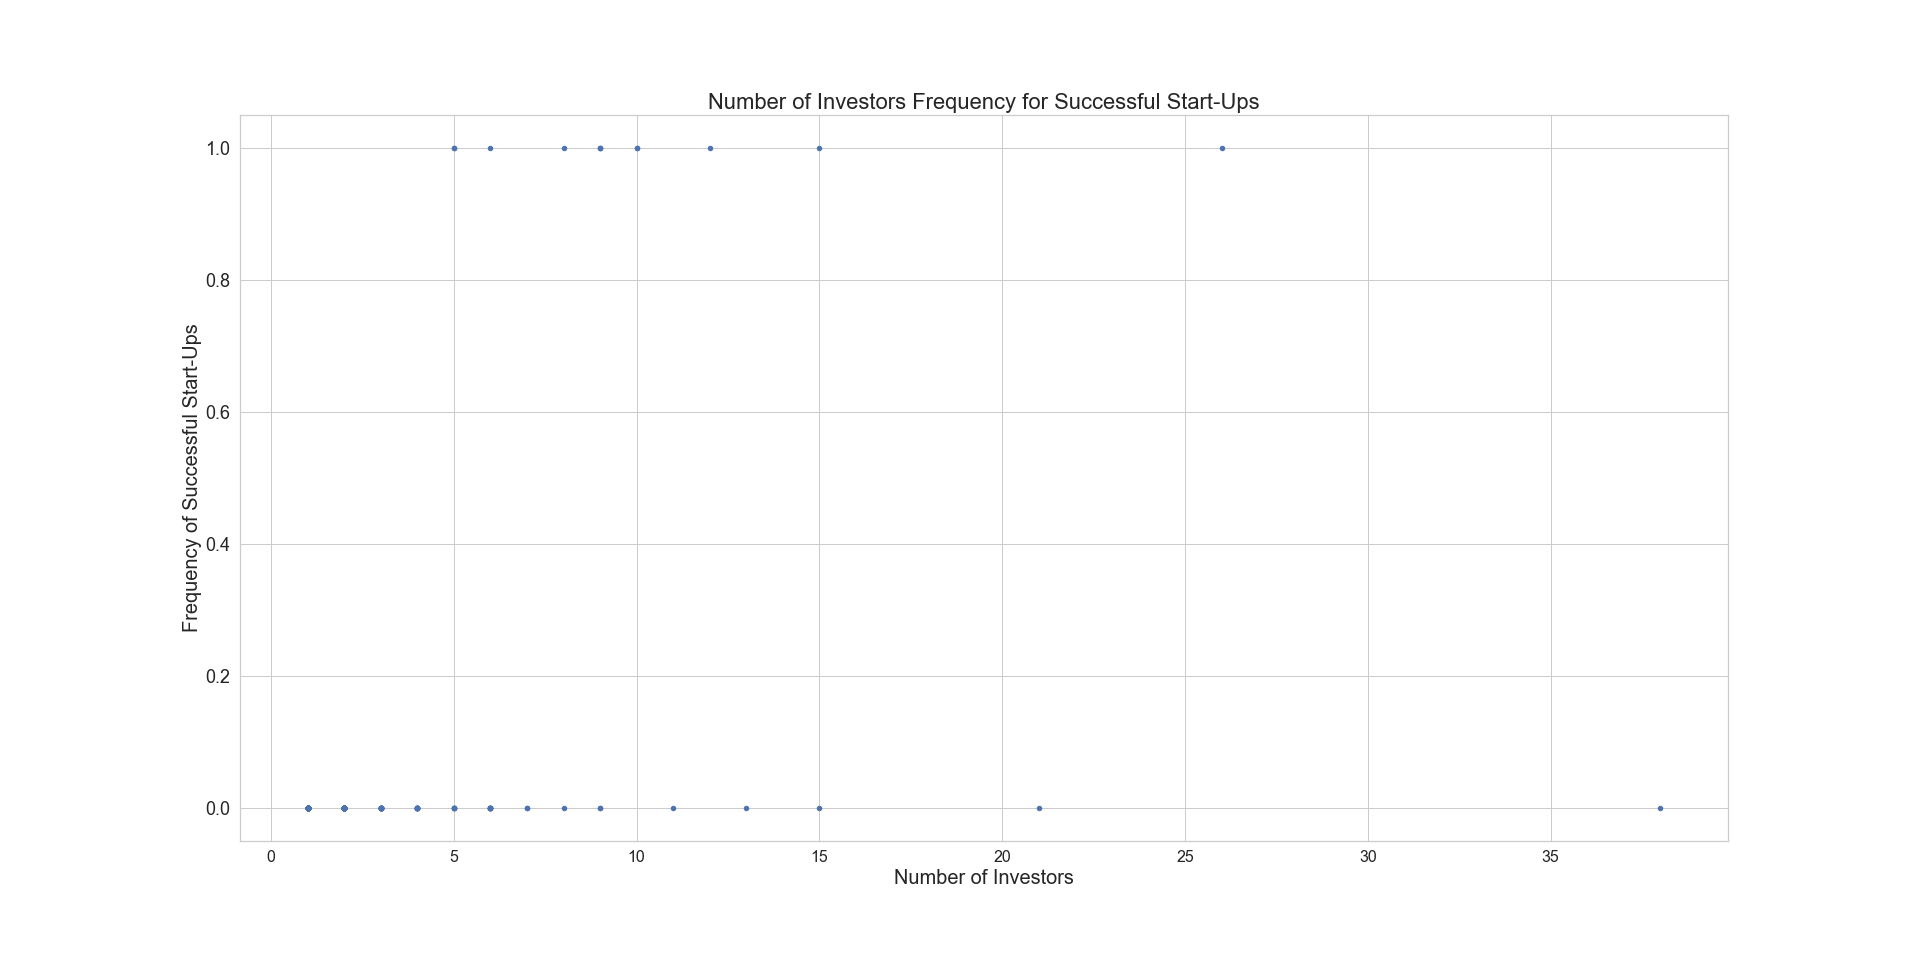 Number of Investors Frequency for Successful Start-Ups
Frequency of Successful Start-Ups
1.0
0.8
0.6
0.4
0.2
0.0
0 5 10 15 20 25 30 35
Number of Investors